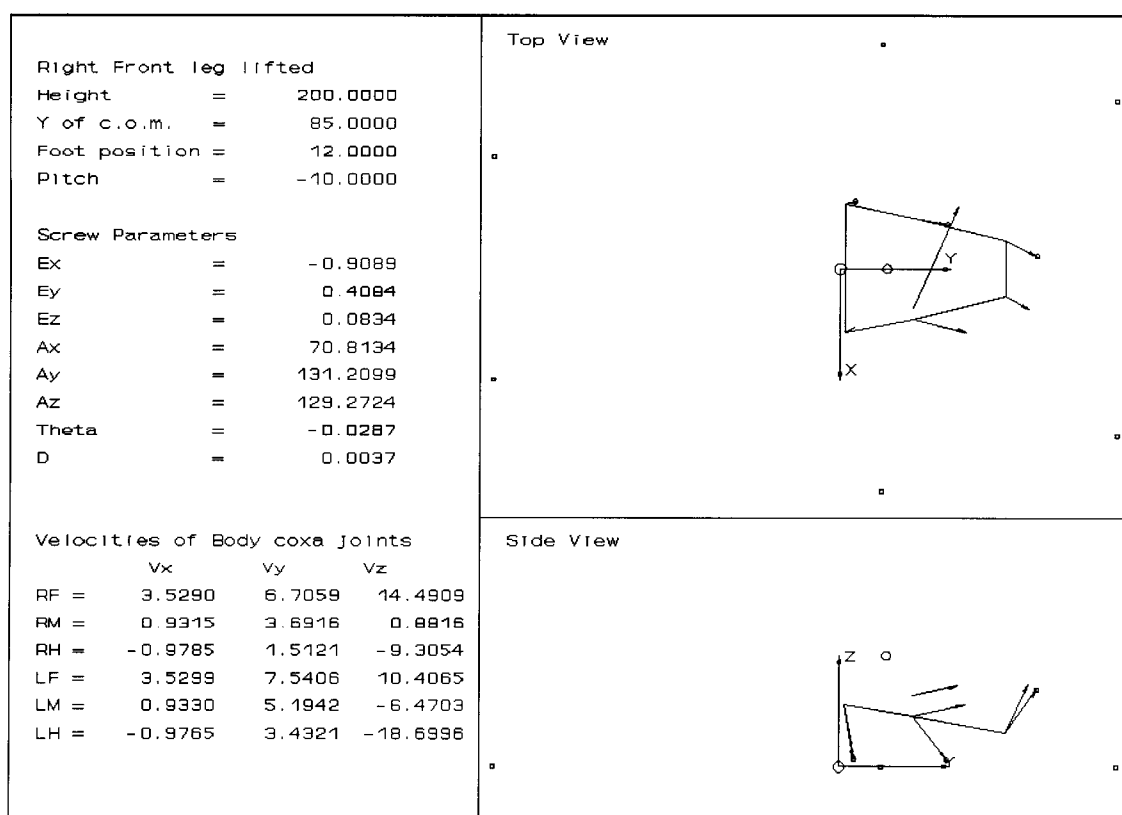 Right Front leg lifted
Height = 200.0000
Y of c.o.m. = 85.0000
Foot position = 12.0000
Pitch = -10.0000
Screw Parameters
Ex = -0.9089
Ey = 0.4084
Ez = 0.0834
Ax = 70.8134
Ay = 131.2099
Az = 129.2724
Theta = -0.0287
D = 0.0037
Velocities of Body coxa joints
Vx Vy Vz
RF = 3.5290 6.7059 14.4909
RM = 0.9315 3.6916 0.8816
RH = -0.9785 1.5121 -9.3054
LF = 3.5299 7.5406 10.4065
LM = 0.9330 5.1942 -6.4703
LH = -0.9765 3.4321 -18.6996
Top View
Y
X
Side View
Z
Y